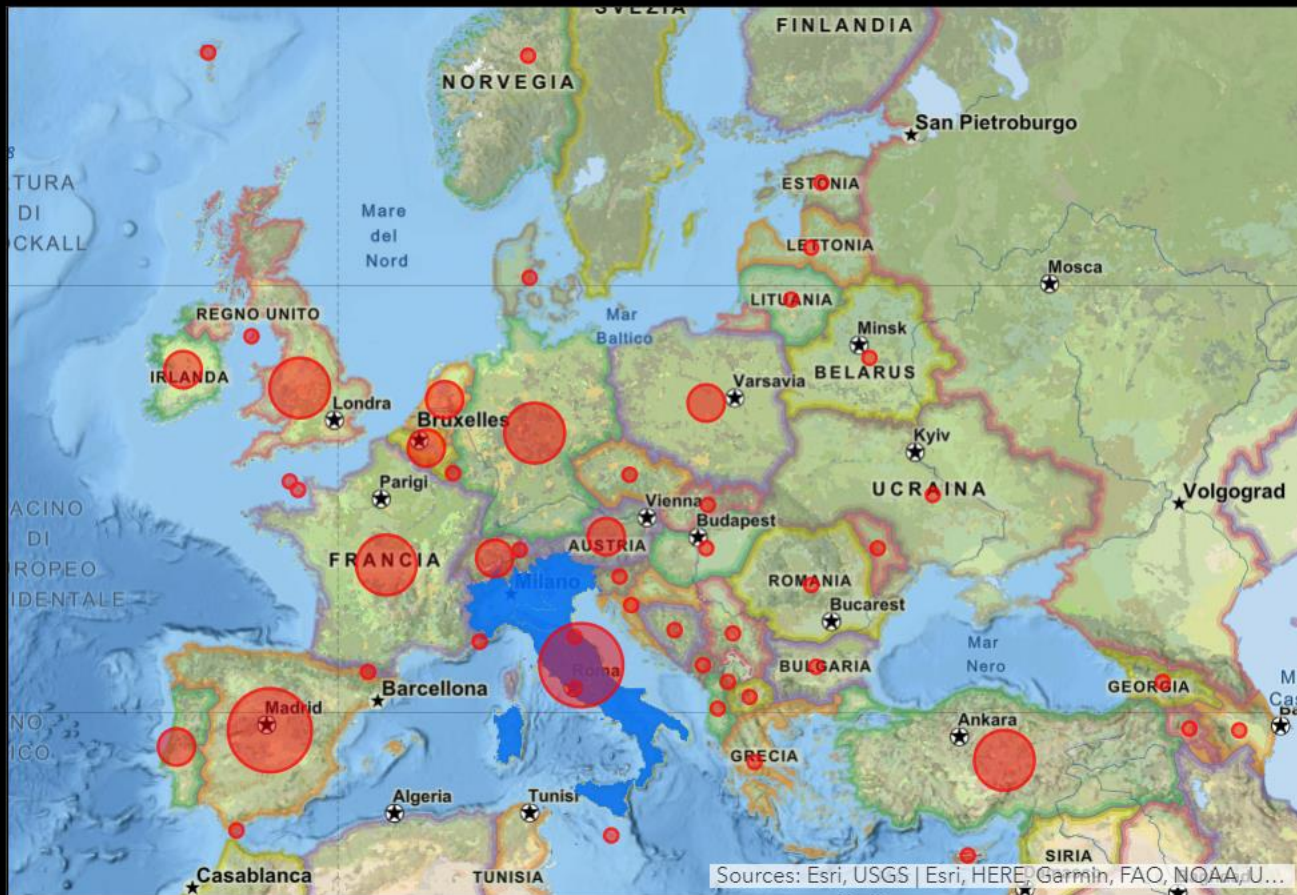 SVEZIA
FINLANDIA
NORVEGIA
San Pietroburgo
ESTONIA
TURA
DI
OCKALL
Mare
del
Nord
LETTONIA
Mosca
LITUANIA
REGNO UNITO
Mar
Baltico
Minsk
BELARUS
IRLANDA
Londra
Varsavia
Bruxelles
Kyiv
Parigi
UCRAINA
Volgograd
ACINO
DI
UROPEO
IDENTALE
Vienna
Budapest
AUSTRIA
FRANCIA
Milano
ROMANIA
Bucarest
Mar
Nero
BULGARIA
Roma
GEORGIA
Barcellona
Madrid
Ankara
GRECIA
Algeria
Tunisi
SIRIA
Casablanca
TUNISIA
Sources: Esri, USGS | Esri, HERE, Garmin, FAO, NOAA, U...